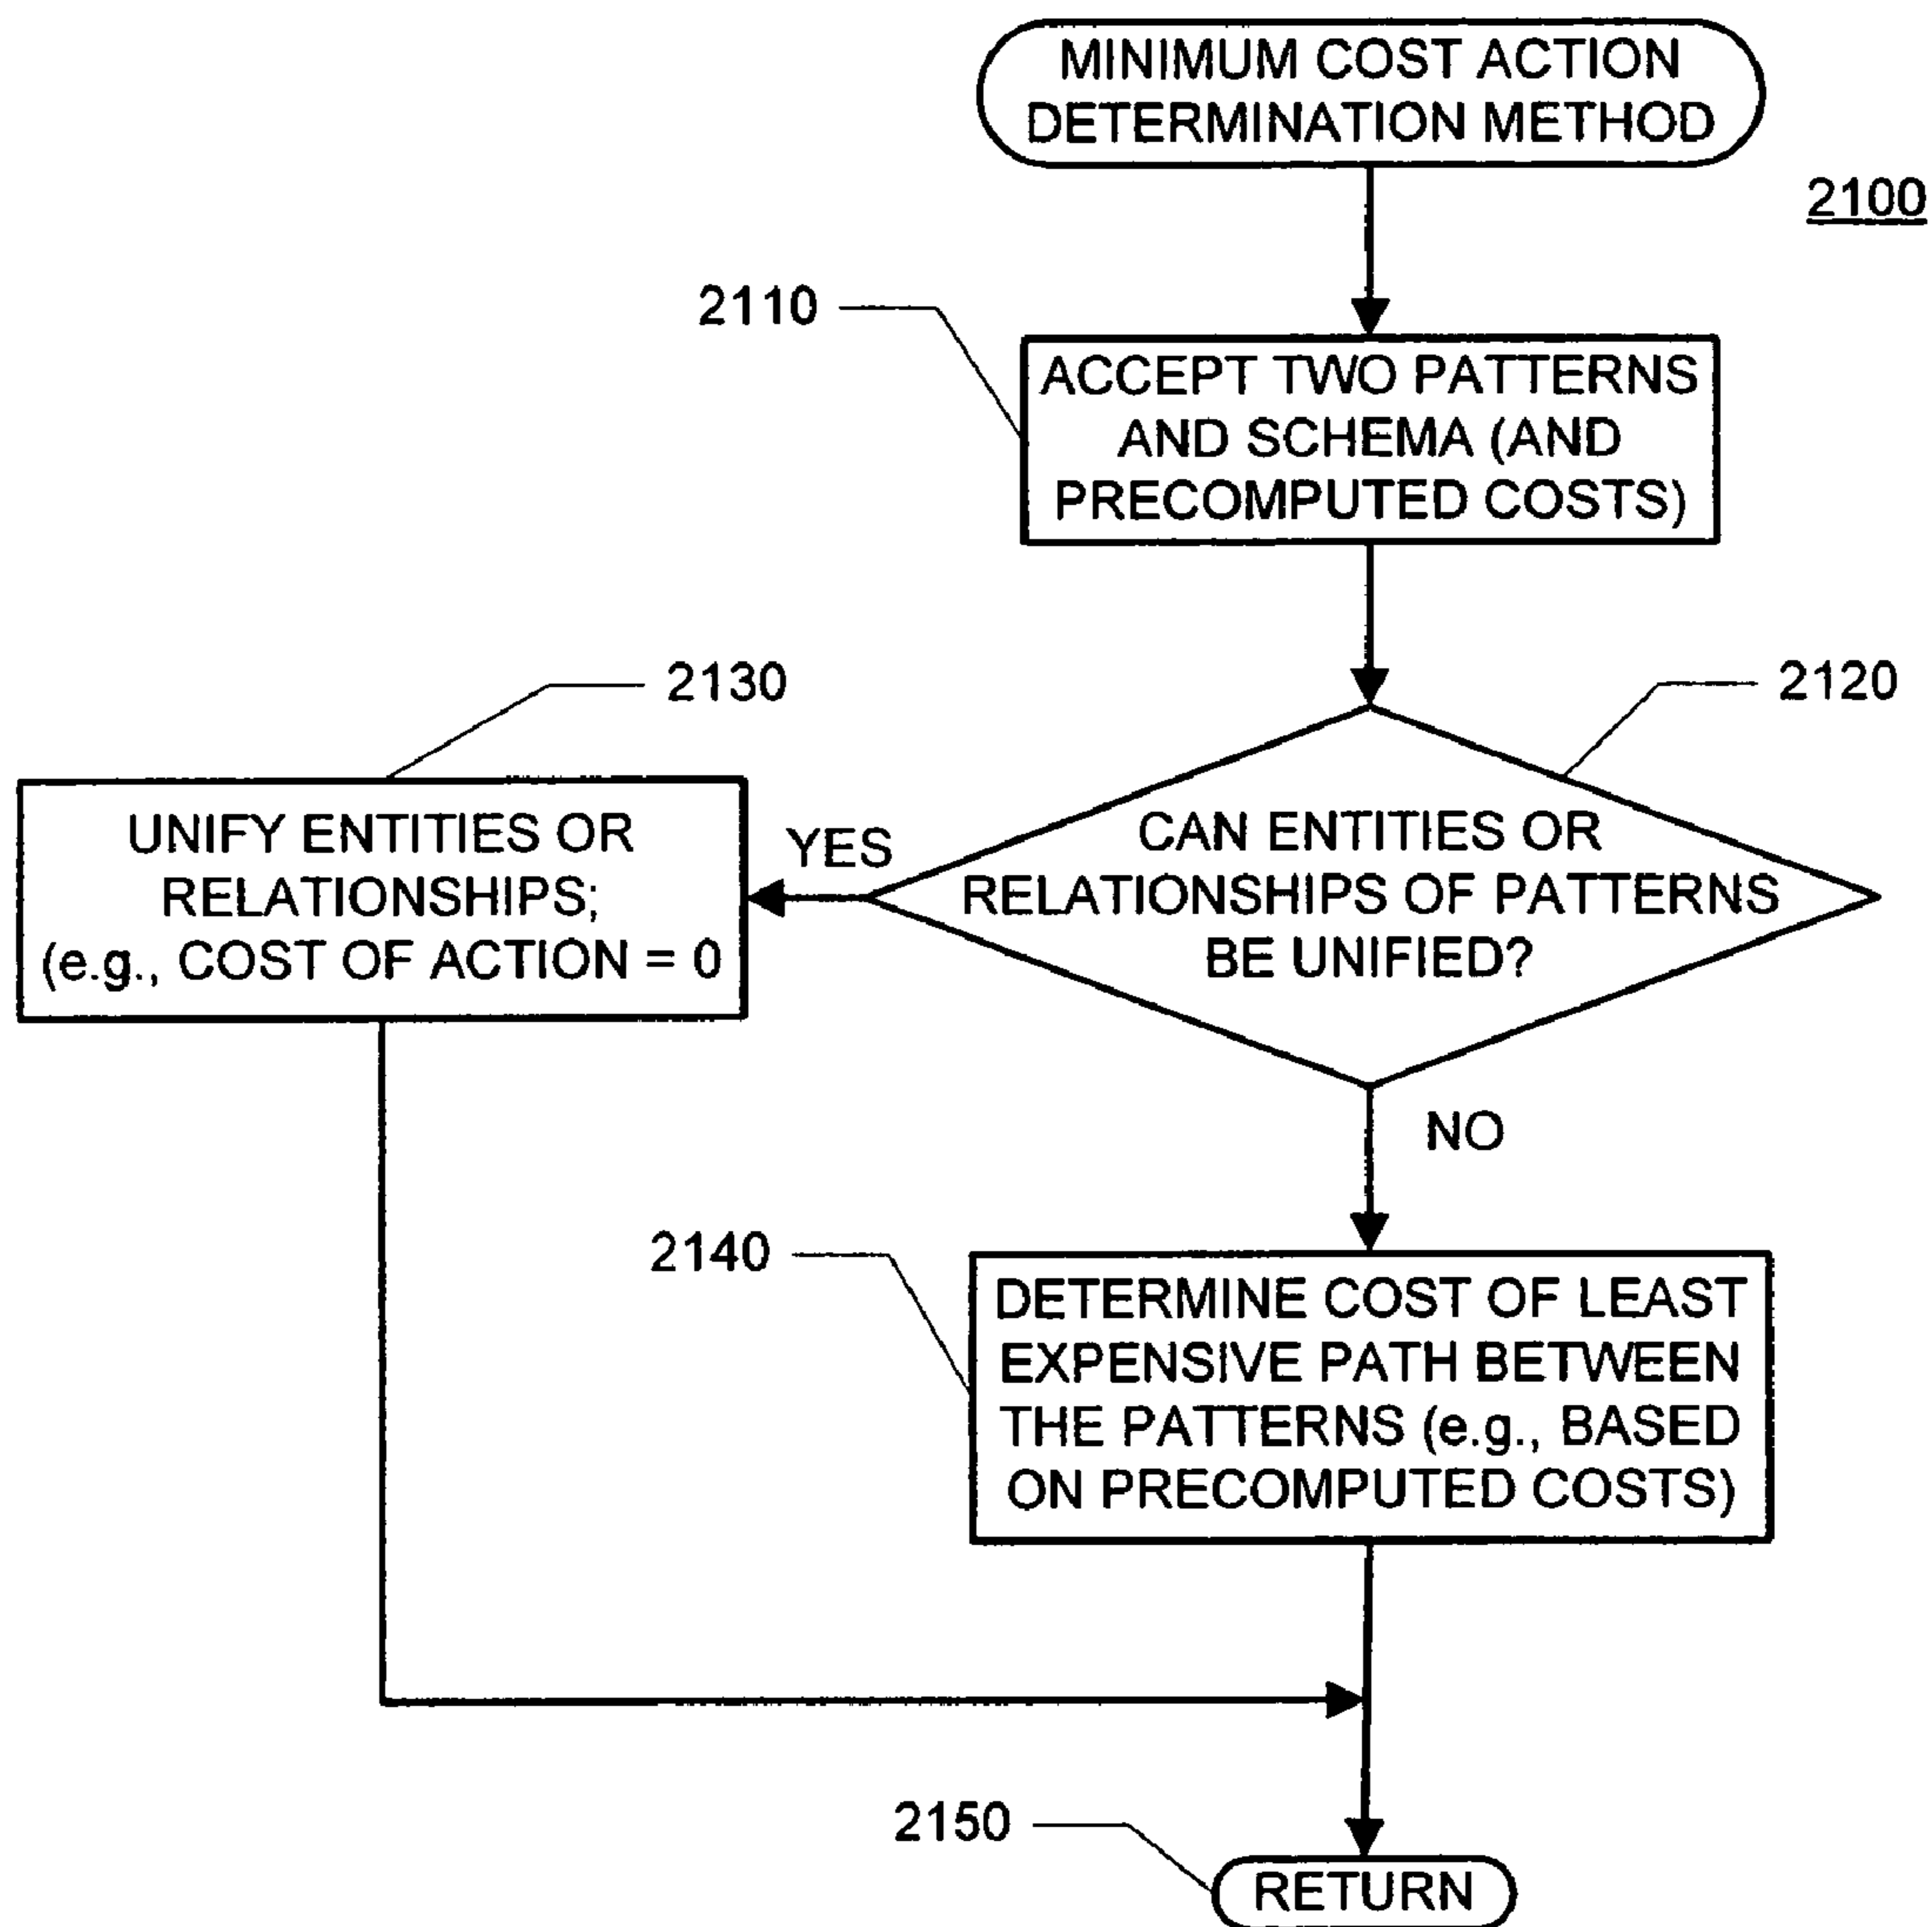 MINIMUM COST ACTION
DETERMINATION METHOD
2100
2110
ACCEPT TWO PATTERNS
AND SCHEMA (AND
PRECOMPUTED COSTS)
2130
2120
UNIFY ENTITIES OR
RELATIONSHIPS;
(e.g., COST OF ACTION = 0
YES
CAN ENTITIES OR
RELATIONSHIPS OF PATTERNS
BE UNIFIED?
NO
2140
DETERMINE COST OF LEAST
EXPENSIVE PATH BETWEEN
THE PATTERNS (e.g., BASED
ON PRECOMPUTED COSTS)
2150
RETURN